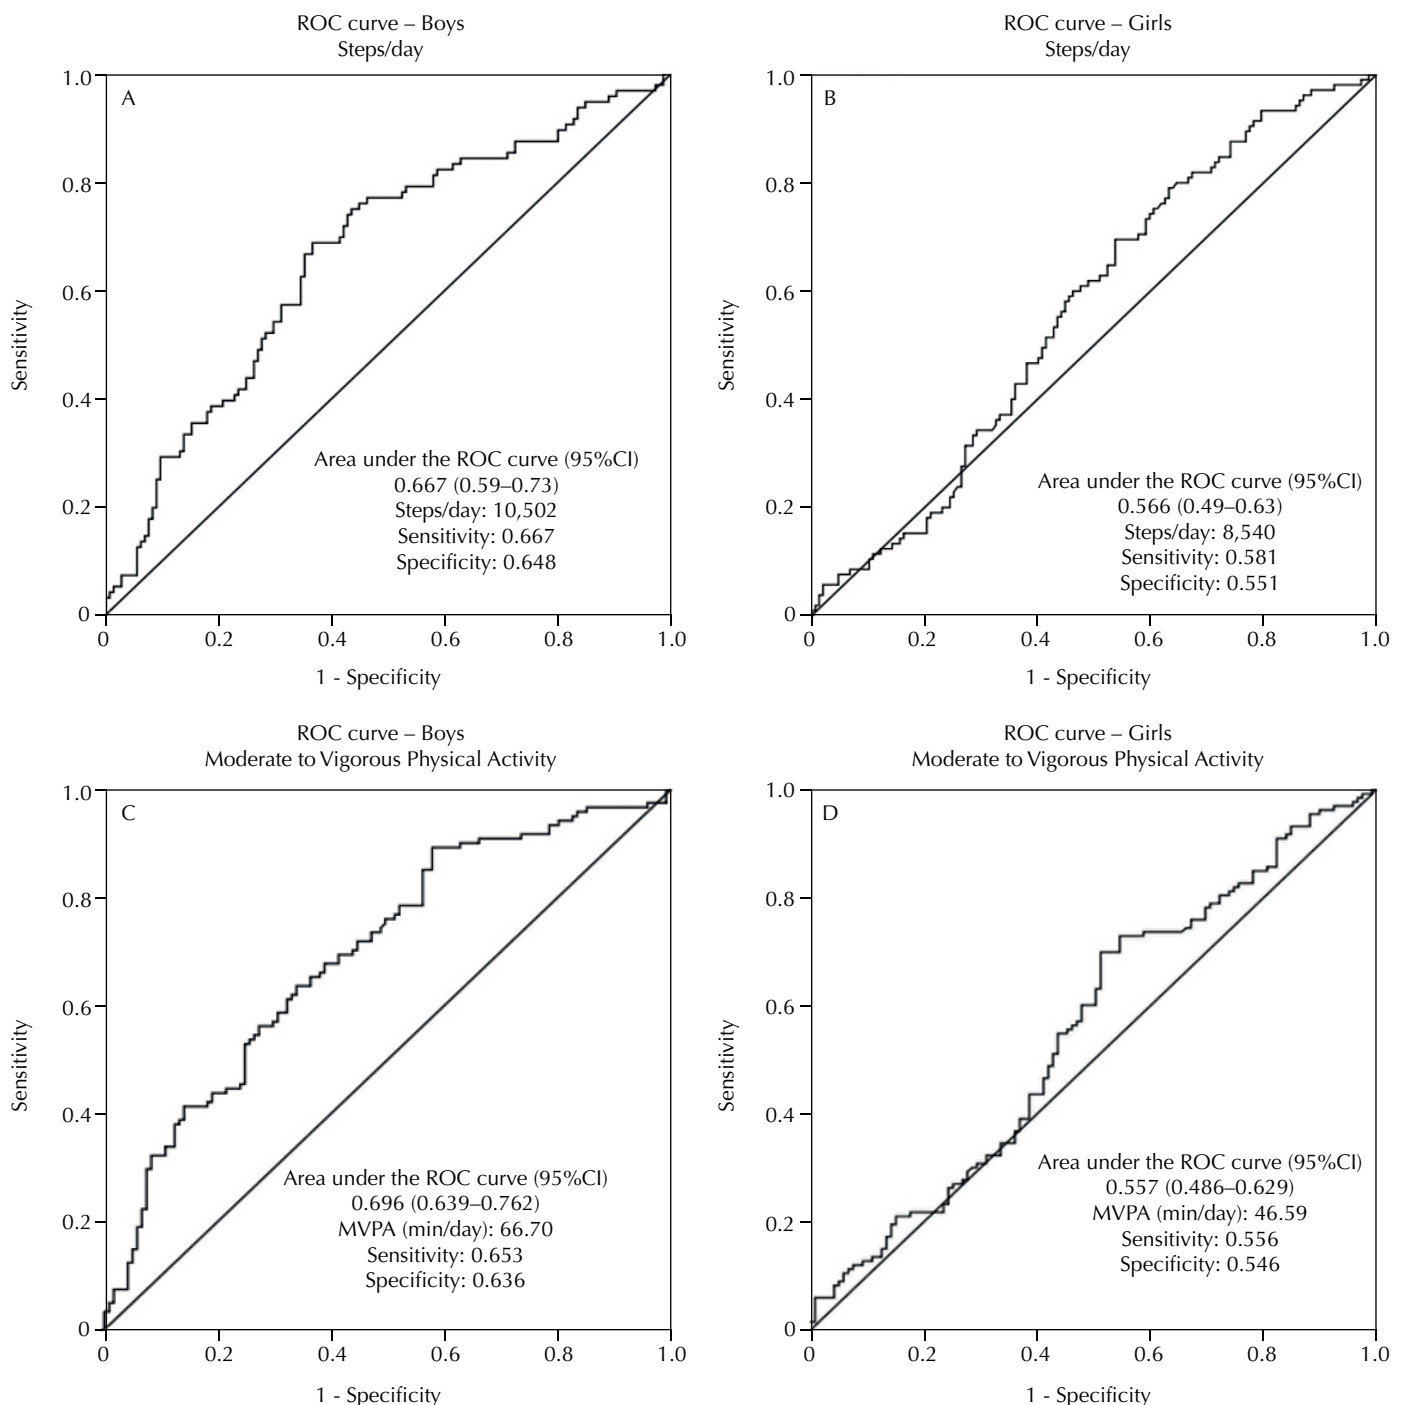 ROC curve – Boys
Steps/day
A
1.0
0.8
0.6
0.4
0.2
0
Sensitivity
Area under the ROC curve (95%CI)
0.667 (0.59–0.73)
Steps/day: 10,502
Sensitivity: 0.667
Specificity: 0.648
0 0.2 0.4 0.6 0.8 1.0
1 - Specificity
ROC curve – Girls
Steps/day
B
1.0
0.8
0.6
0.4
0.2
0
Sensitivity
Area under the ROC curve (95%CI)
0.566 (0.49–0.63)
Steps/day: 8,540
Sensitivity: 0.581
Specificity: 0.551
0 0.2 0.4 0.6 0.8 1.0
1 - Specificity
ROC curve – Boys
Moderate to Vigorous Physical Activity
C
1.0
0.8
0.6
0.4
0.2
0
Sensitivity
Area under the ROC curve (95%CI)
0.696 (0.639–0.762)
MVPA (min/day): 66.70
Sensitivity: 0.653
Specificity: 0.636
0 0.2 0.4 0.6 0.8 1.0
1 - Specificity
ROC curve – Girls
Moderate to Vigorous Physical Activity
D
1.0
0.8
0.6
0.4
0.2
0
Sensitivity
Area under the ROC curve (95%CI)
0.557 (0.486–0.629)
MVPA (min/day): 46.59
Sensitivity: 0.556
Specificity: 0.546
0 0.2 0.4 0.6 0.8 1.0
1 - Specificity